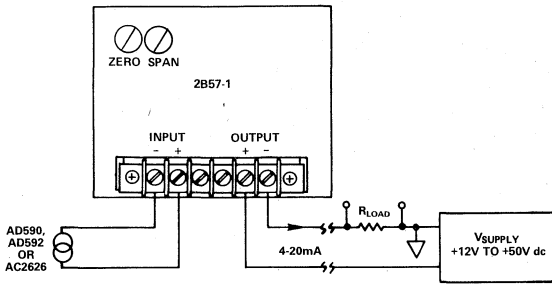 ZERO SPAN
2B57-1
INPUT OUTPUT
- + + -
AD590,
AD592
OR
AC2626
4-20mA
RLOAD
VSUPPLY
+12V TO +50V dc